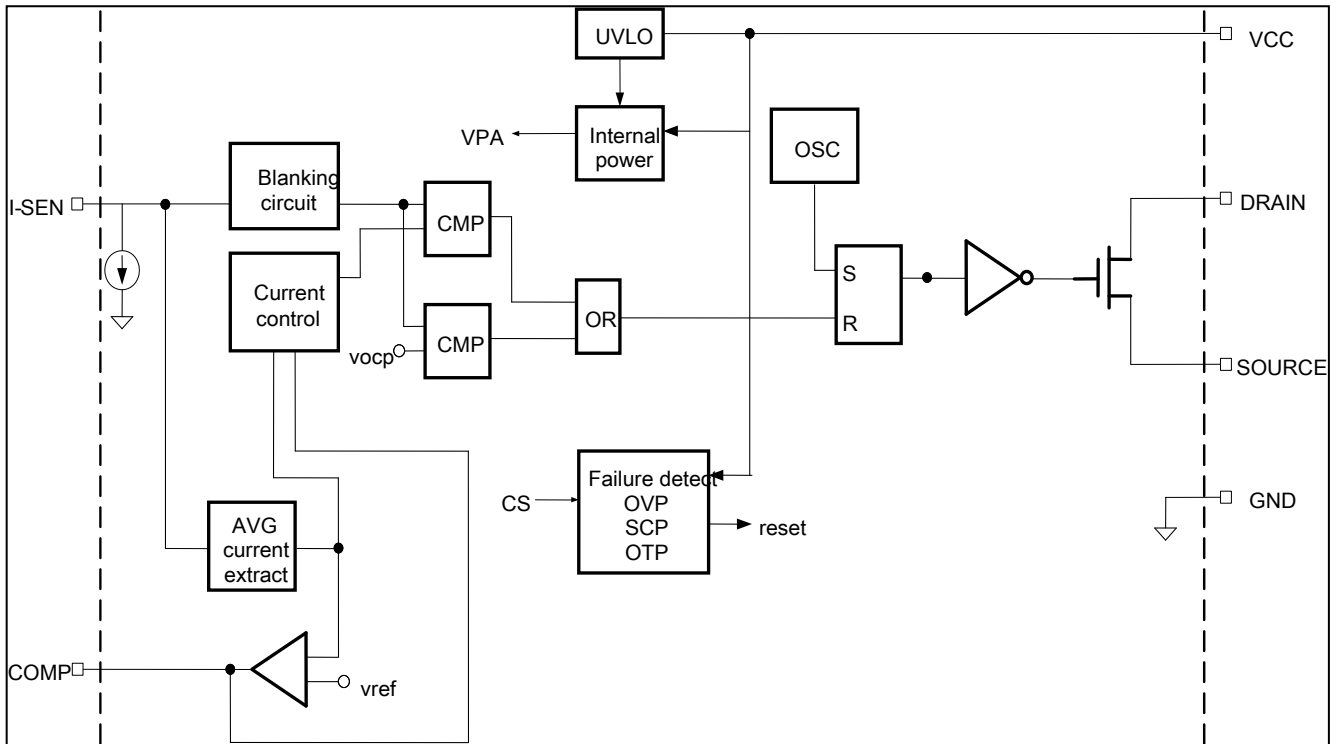 UVLO
VCC
VPA
Internal
power
OSC
I-SEN
Blanking
circuit
CMP
DRAIN
Current
control
S
R
OR
vocp
CMP
SOURCE
CS
Failure detect
OVP
SCP
OTP
reset
GND
AVG
current
extract
COMP
vref